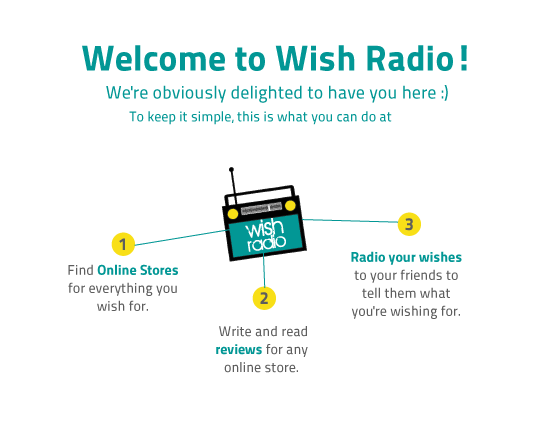 Welcome to Wish Radio!
We're obviously delighted to have you here :)
To keep it simple, this is what you can do at
wish
radio
1
Find Online Stores
for everything you
wish for.
2
Write and read
reviews for any
online store.
3
Radio your wishes
to your friends to
tell them what
you're wishing for.